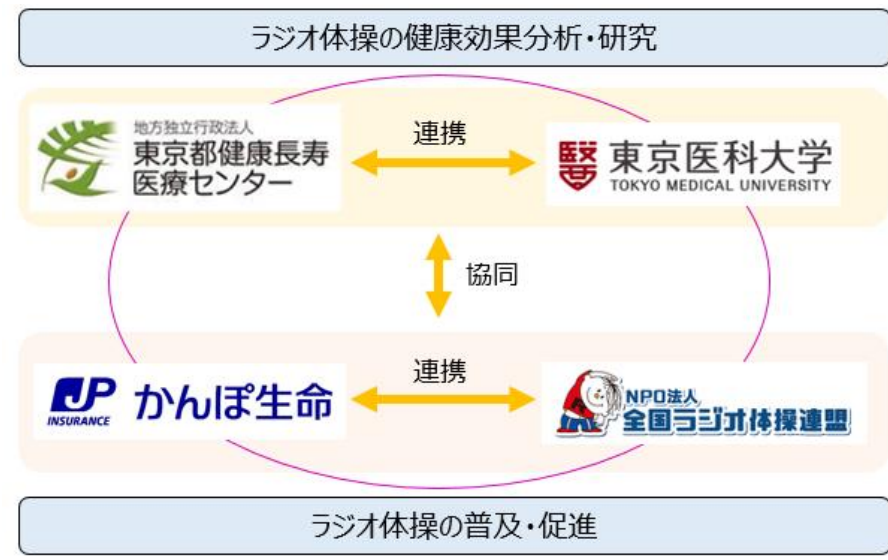 ラジオ体操の健康効果分析・研究
地方独立行政法人
東京都健康長寿
医療センター
連携
醫 東京医科大学
TOKYO MEDICAL UNIVERSITY
協同
JP
INSURANCE
かんぽ生命
連携
NPO法人
全国ラジオ体操連盟
ラジオ体操の普及・促進